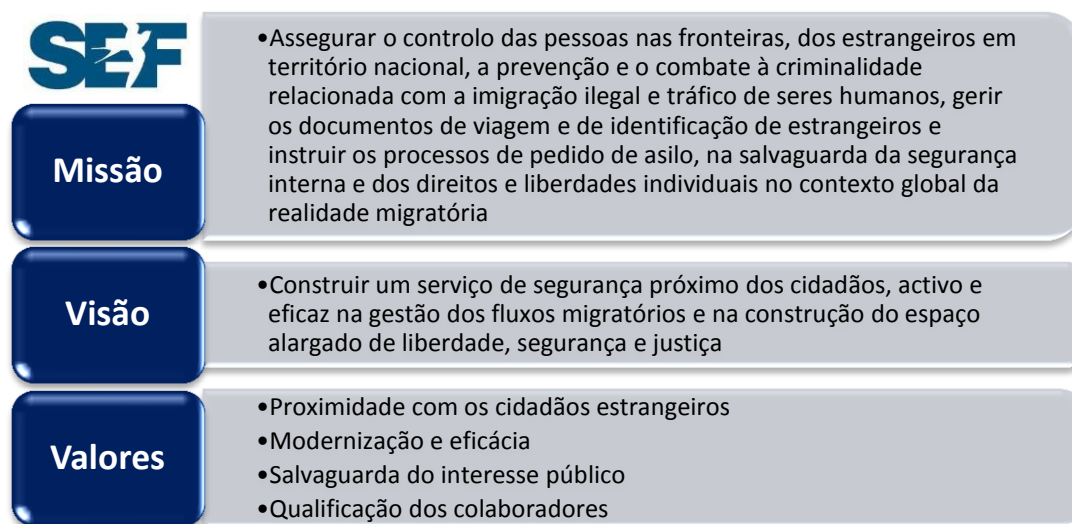 SEF
Missão
•Assegurar o controlo das pessoas nas fronteiras, dos estrangeiros em
território nacional, a prevenção e o combate à criminalidade
relacionada com a imigração ilegal e tráfico de seres humanos, gerir
os documentos de viagem e de identificação de estrangeiros e
instruir os processos de pedido de asilo, na salvaguarda da segurança
interna e dos direitos e liberdades individuais no contexto global da
realidade migratória
Visão
•Construir um serviço de segurança próximo dos cidadãos, activo e
eficaz na gestão dos fluxos migratórios e na construção do espaço
alargado de liberdade, segurança e justiça
Valores
•Proximidade com os cidadãos estrangeiros
•Modernização e eficácia
•Salvaguarda do interesse público
•Qualificação dos colaboradores